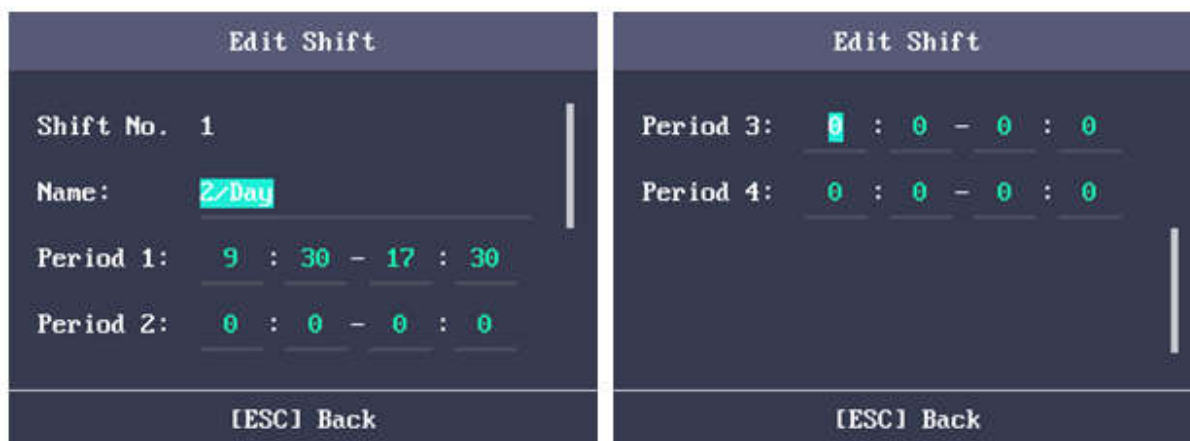 Edit Shift
Shift No. 1
Name: 2/Day
Period 1: 9 : 30 - 17 : 30
Period 2: 0 : 0 - 0 : 0
[ESC] Back
Edit Shift
Period 3: 0 : 0 - 0 : 0
Period 4: 0 : 0 - 0 : 0
[ESC] Back